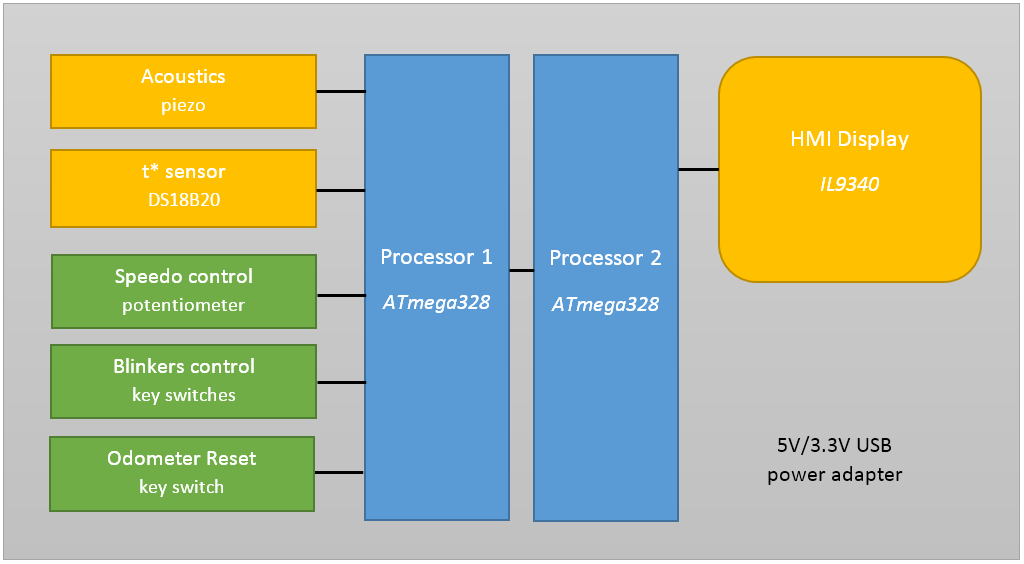 Acoustics
piezo
t* sensor
DS18B20
Speedo control
potentiometer
Blinkers control
key switches
Odometer Reset
key switch
Processor 1
ATmega328
Processor 2
ATmega328
HMI Display
IL9340
5V/3.3V USB
power adapter